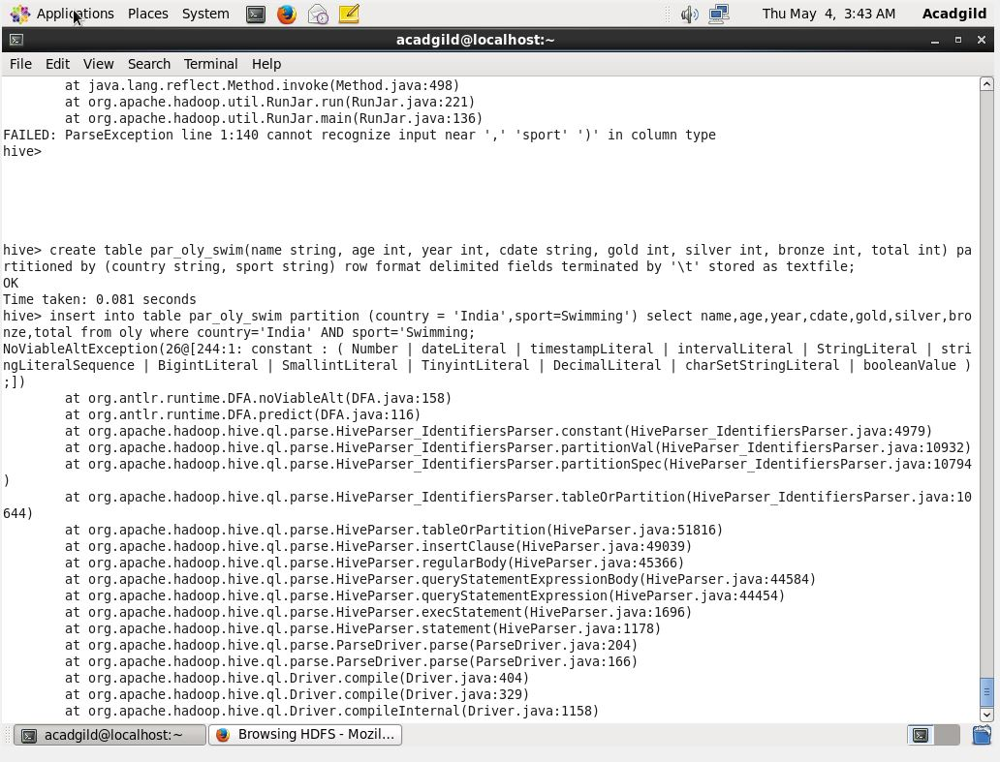 Applications Places System Thu May 4, 3:43 AM Acadgild
acadgild@localhost:~
File Edit View Search Terminal Help
at java.lang.reflect.Method.invoke(Method.java:498)
at org.apache.hadoop.util.RunJar.run(RunJar.java:221)
at org.apache.hadoop.util.RunJar.main(RunJar.java:136)
FAILED: ParseException line 1:140 cannot recognize input near ',' 'sport' ')' in column type
hive>
hive> create table par_oly_swim(name string, age int, year int, cdate string, gold int, silver int, bronze int, total int) pa
rtitioned by (country string, sport string) row format delimited fields terminated by '\t' stored as textfile;
OK
Time taken: 0.081 seconds
hive> insert into table par_oly_swim partition (country = 'India',sport=Swimming') select name,age,year,cdate,gold,silver,bro
nze,total from oly where country='India' AND sport='Swimming;
NoViableAltException(26@[244:1: constant : ( Number | dateLiteral | timestampLiteral | intervalLiteral | StringLiteral | stri
ngLiteralSequence | BigintLiteral | SmallintLiteral | TinyintLiteral | DecimalLiteral | charSetStringLiteral | booleanValue )
;])
at org.antlr.runtime.DFA.noViableAlt(DFA.java:158)
at org.antlr.runtime.DFA.predict(DFA.java:116)
at org.apache.hadoop.hive.ql.parse.HiveParser_IdentifiersParser.constant(HiveParser_IdentifiersParser.java:4979)
at org.apache.hadoop.hive.ql.parse.HiveParser_IdentifiersParser.partitionVal(HiveParser_IdentifiersParser.java:10932)
at org.apache.hadoop.hive.ql.parse.HiveParser_IdentifiersParser.partitionSpec(HiveParser_IdentifiersParser.java:10794
)
at org.apache.hadoop.hive.ql.parse.HiveParser_IdentifiersParser.tableOrPartition(HiveParser_IdentifiersParser.java:10
644)
at org.apache.hadoop.hive.ql.parse.HiveParser.tableOrPartition(HiveParser.java:51816)
at org.apache.hadoop.hive.ql.parse.HiveParser.insertClause(HiveParser.java:49039)
at org.apache.hadoop.hive.ql.parse.HiveParser.regularBody(HiveParser.java:45366)
at org.apache.hadoop.hive.ql.parse.HiveParser.queryStatementExpressionBody(HiveParser.java:44584)
at org.apache.hadoop.hive.ql.parse.HiveParser.queryStatementExpression(HiveParser.java:44454)
at org.apache.hadoop.hive.ql.parse.HiveParser.execStatement(HiveParser.java:1696)
at org.apache.hadoop.hive.ql.parse.HiveParser.statement(HiveParser.java:1178)
at org.apache.hadoop.hive.ql.parse.ParseDriver.parse(ParseDriver.java:204)
at org.apache.hadoop.hive.ql.parse.ParseDriver.parse(ParseDriver.java:166)
at org.apache.hadoop.hive.ql.Driver.compile(Driver.java:404)
at org.apache.hadoop.hive.ql.Driver.compile(Driver.java:329)
at org.apache.hadoop.hive.ql.Driver.compileInternal(Driver.java:1158)
acadgild@localhost:~ Browsing HDFS - Mozil...